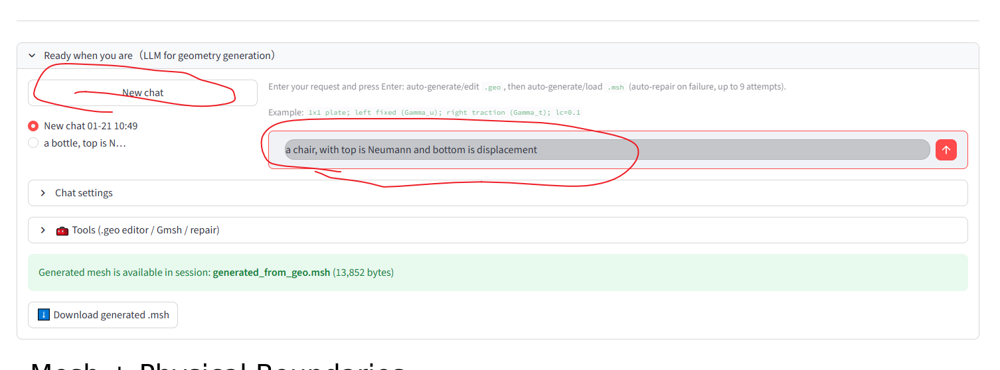 Ready when you are（LLM for geometry generation）
New chat
Enter your request and press Enter: auto-generate/edit .geo , then auto-generate/load .msh (auto-repair on failure, up to 9 attempts).
Example: 1x1 plate; left fixed (Gamma_u); right traction (Gamma_t); lc=0.1
New chat 01-21 10:49
a bottle, top is N…
a chair, with top is Neumann and bottom is displacement
Chat settings
🧰 Tools (.geo editor / Gmsh / repair)
Generated mesh is available in session: generated_from_geo.msh (13,852 bytes)
⬇️ Download generated .msh
Mesh + Physical Boundaries